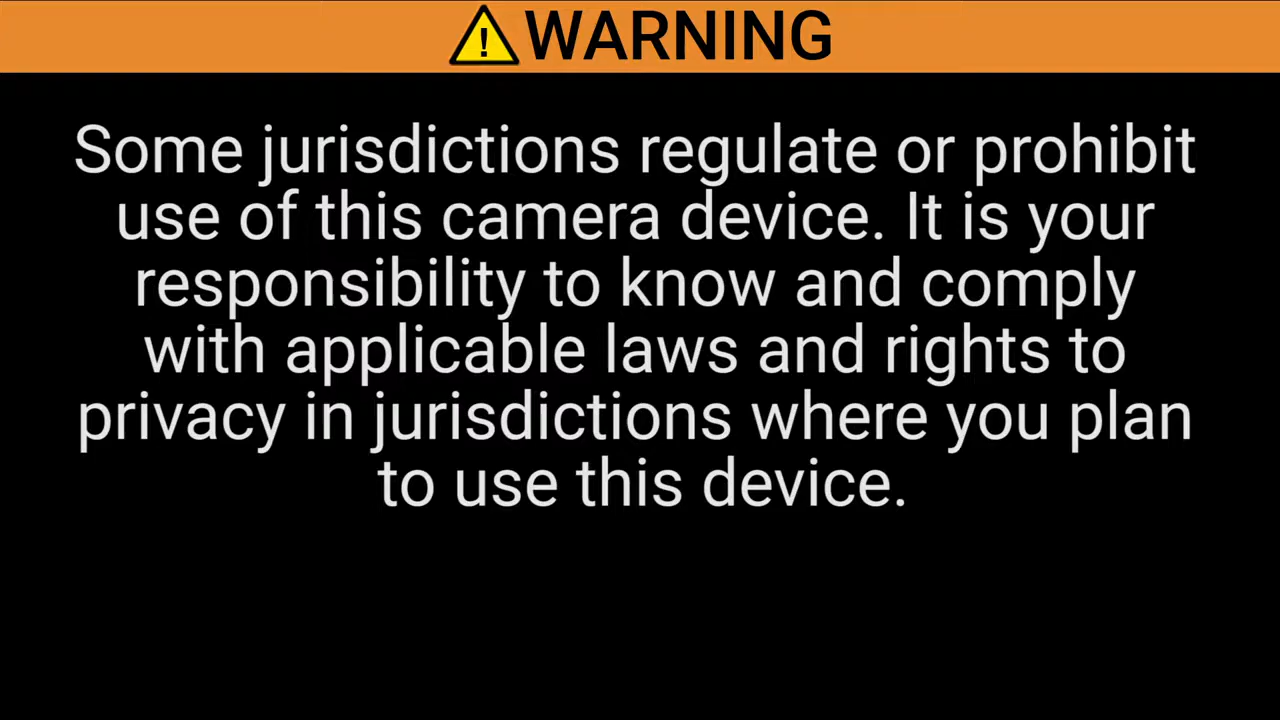 WARNING
Some jurisdictions regulate or prohibit
use of this camera device. It is your
responsibility to know and comply
with applicable laws and rights to
privacy in jurisdictions where you plan
to use this device.